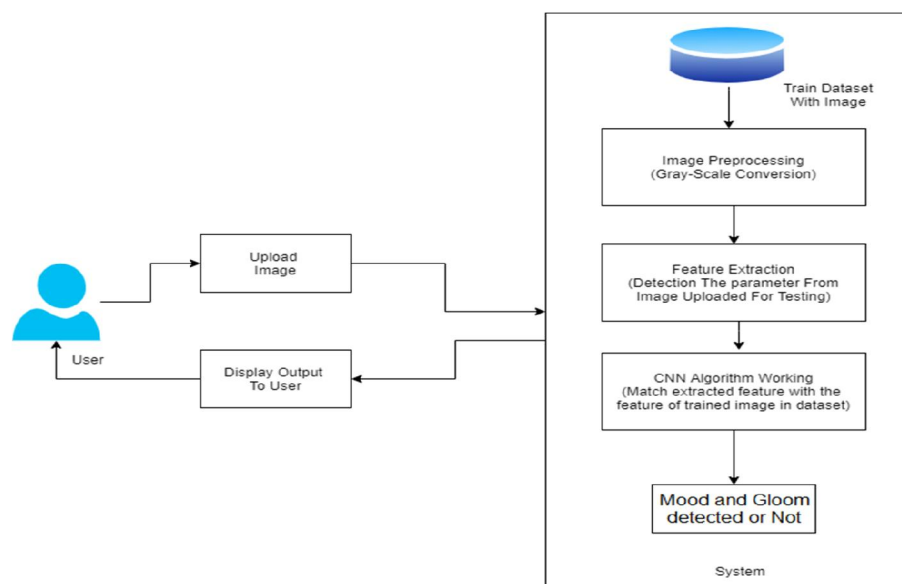 Train Dataset
With Image
Image Preprocessing
(Gray-Scale Conversion)
Upload
Image
Feature Extraction
(Detection The parameter From
Image Uploaded For Testing)
User
Display Output
To User
CNN Algorithm Working
(Match extracted feature with the
feature of trained image in dataset)
Mood and Gloom
detected or Not
System